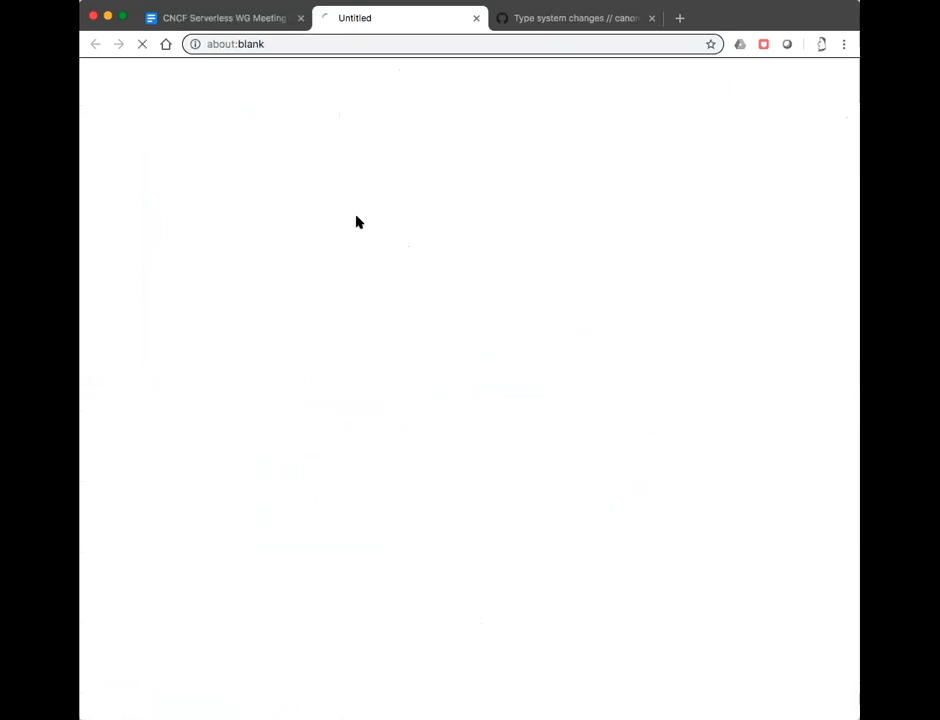 CNCF Serverless WG Meeting
Untitled
Type system changes // canon
about:blank